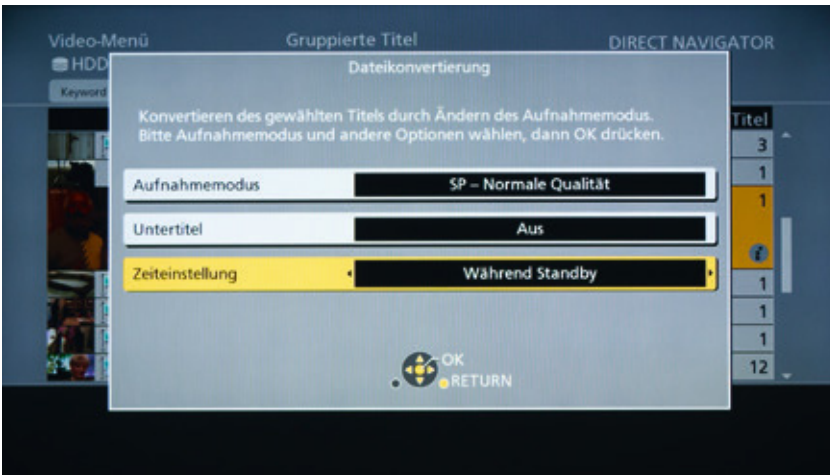 Video-Menü
Gruppierte Titel
DIRECT NAVIGATOR
HDD
Keyword
Dateikonvertierung
Konvertieren des gewählten Titels durch Ändern des Aufnahmemodus.
Bitte Aufnahmemodus und andere Optionen wählen, dann OK drücken.
Aufnahmemodus
SP – Normale Qualität
Untertitel
Aus
Zeiteinstellung
Während Standby
OK
RETURN
Titel
3
1
1
i
1
1
1
12